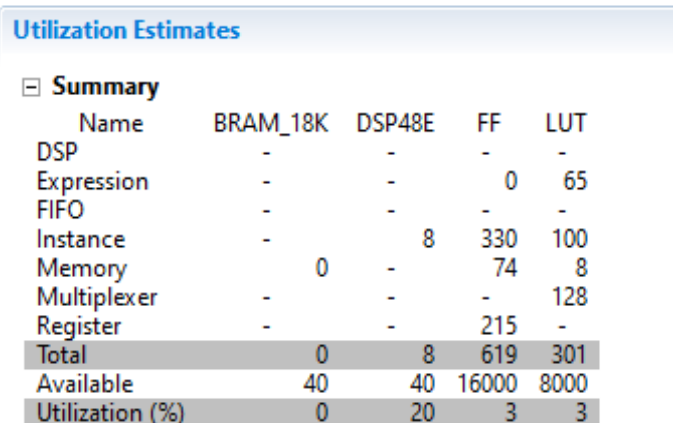 Utilization Estimates
Summary
Name BRAM_18K DSP48E FF LUT
DSP - - - -
Expression - - 0 65
FIFO - - - -
Instance - 8 330 100
Memory 0 - 74 8
Multiplexer - - - 128
Register - - 215 -
Total 0 8 619 301
Available 40 40 16000 8000
Utilization (%) 0 20 3 3